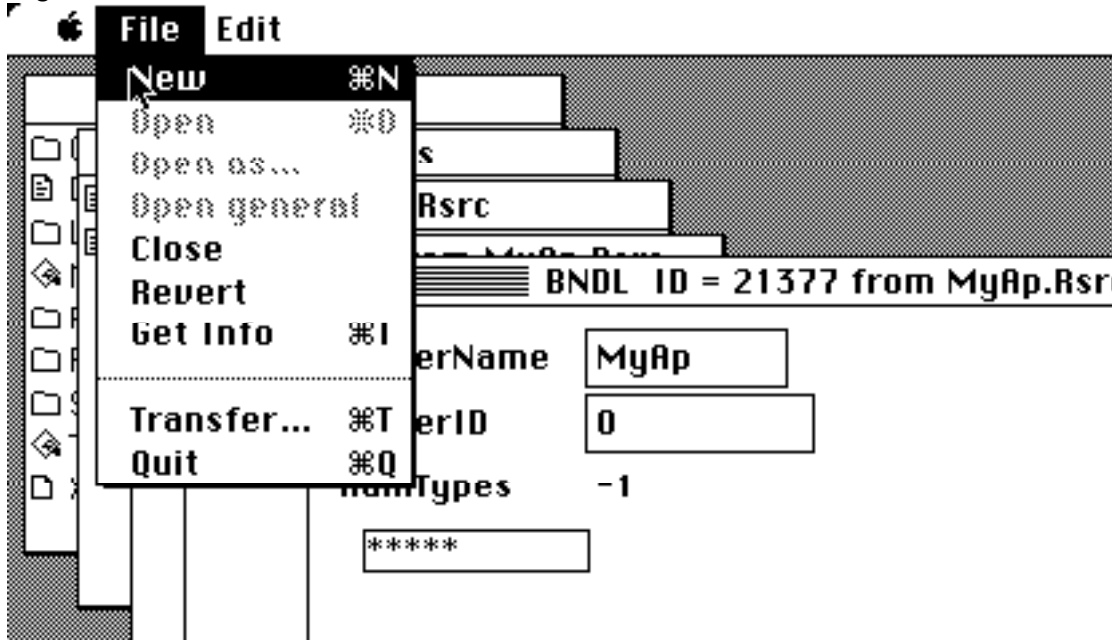 File Edit
New ⌘N
Open ⌘O
Open as...
Open general
Close
Revert
Get Info ⌘I
Transfer... ⌘T
Quit ⌘Q
s
Rsrc
BNDL ID = 21377 from MyAp.Rsr
erName MyAp
erID 0
numTypes -1
*****